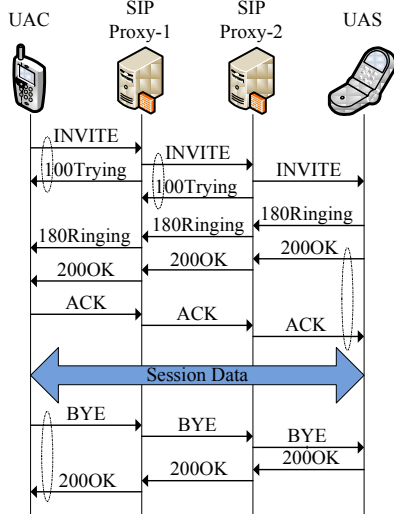 UAC
SIP
Proxy-1
SIP
Proxy-2
UAS
INVITE
INVITE
100Trying
INVITE
100Trying
180Ringing
180Ringing
180Ringing
200OK
200OK
200OK
ACK
ACK
ACK
Session Data
BYE
BYE
BYE
200OK
200OK
200OK